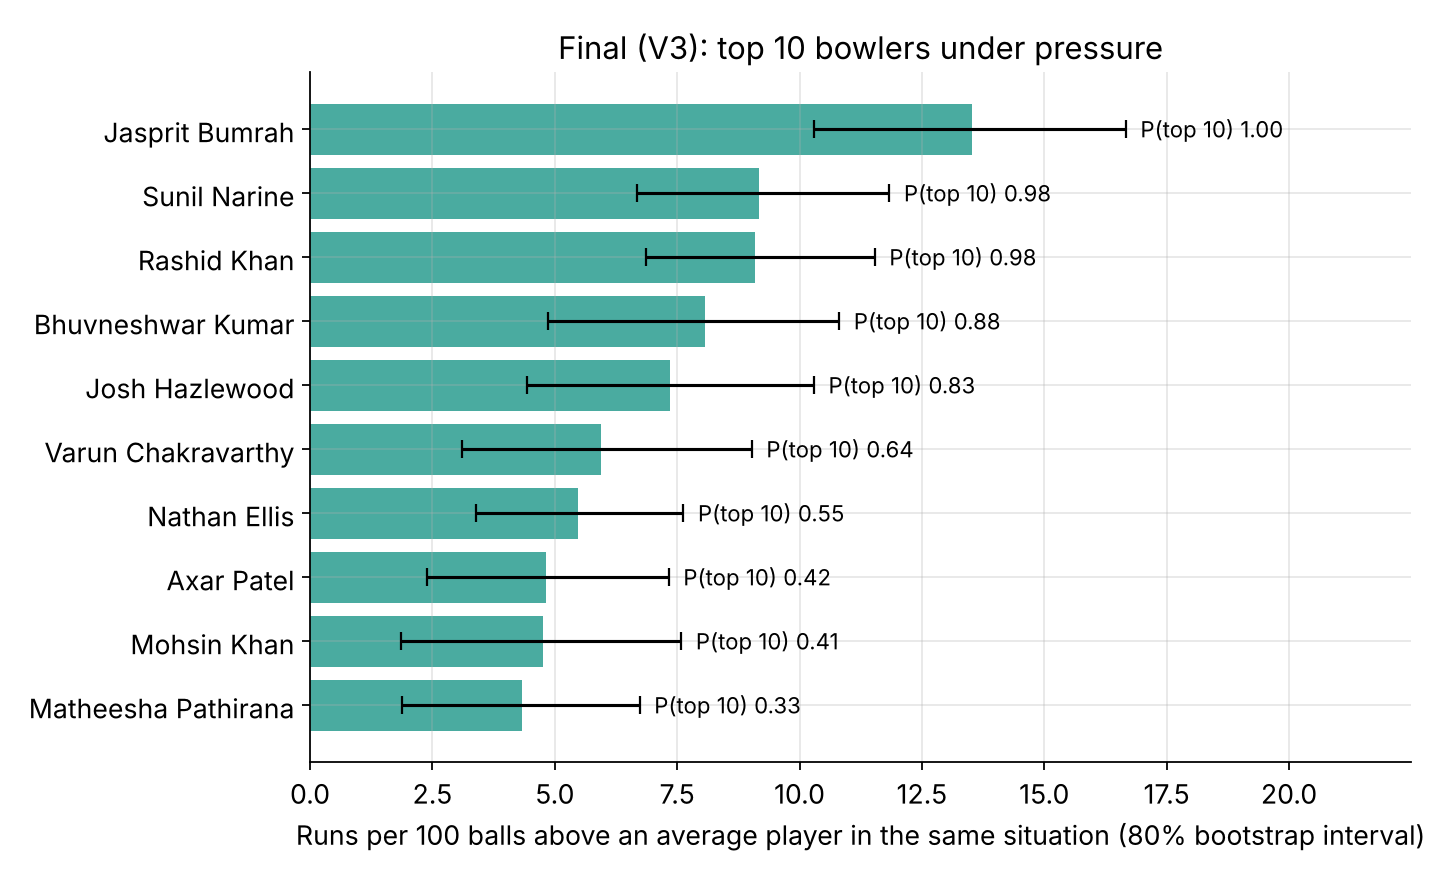 Final (V3): top 10 bowlers under pressure
Jasprit Bumrah P(top 10) 1.00
Sunil Narine P(top 10) 0.98
Rashid Khan P(top 10) 0.98
Bhuvneshwar Kumar P(top 10) 0.88
Josh Hazlewood P(top 10) 0.83
Varun Chakravarthy P(top 10) 0.64
Nathan Ellis P(top 10) 0.55
Axar Patel P(top 10) 0.42
Mohsin Khan P(top 10) 0.41
Matheesha Pathirana P(top 10) 0.33
0.0 2.5 5.0 7.5 10.0 12.5 15.0 17.5 20.0
Runs per 100 balls above an average player in the same situation (80% bootstrap interval)